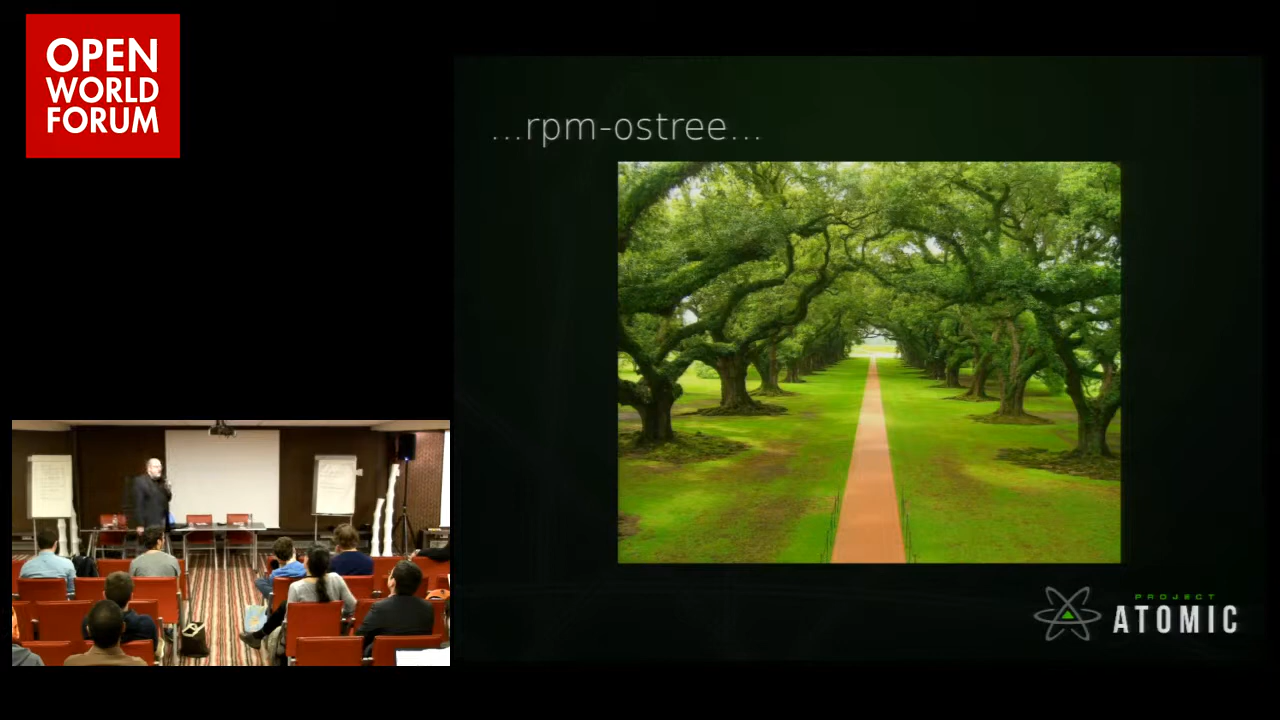 OPEN
WORLD
FORUM
...rpm-ostree...
PROJECT
ATOMIC